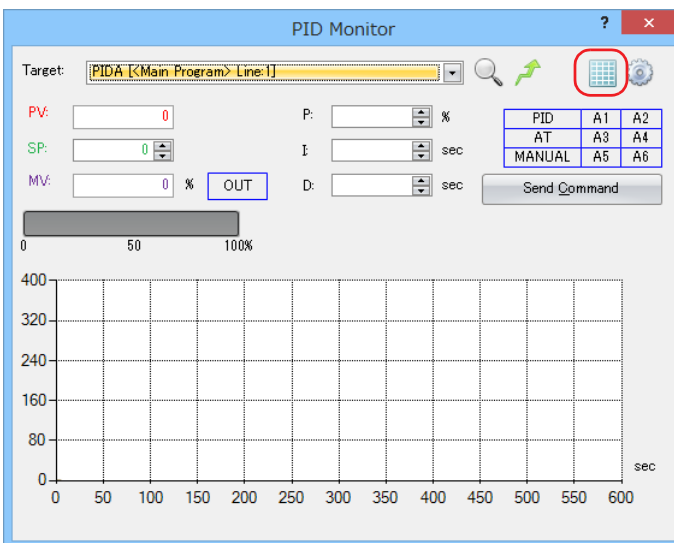 PID Monitor
?
×
Target: PIDA [<Main Program> Line:1]
PV: 0
P: %
PID A1 A2
SP: 0
I: sec
AT A3 A4
MANUAL A5 A6
MV: 0 % OUT
D: sec
Send Command
0 50 100%
400
320
240
160
80
0
sec
0 50 100 150 200 250 300 350 400 450 500 550 600